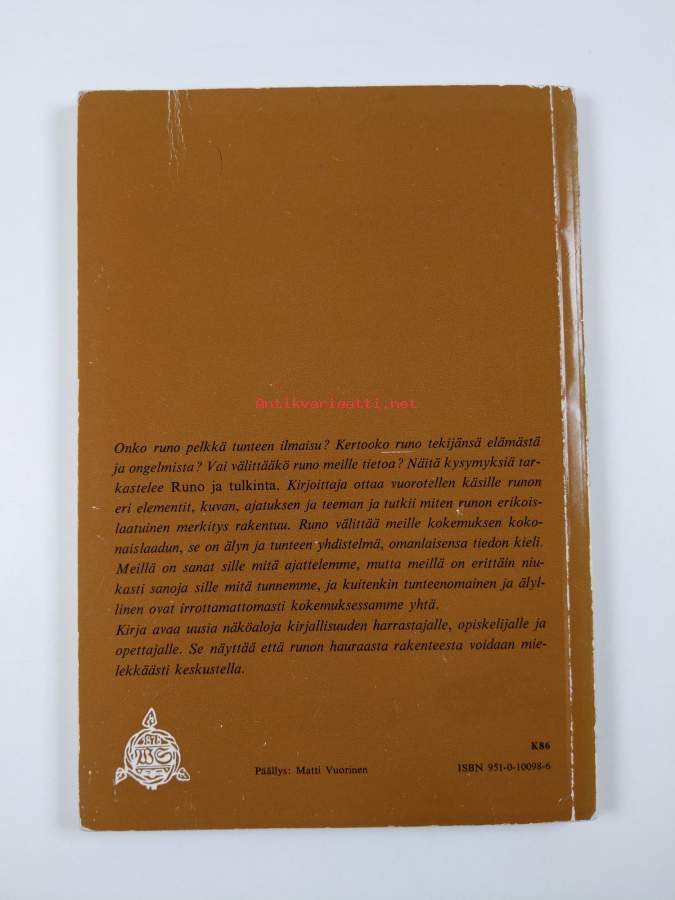 Antikvariaatti.net
Onko runo pelkkä tunteen ilmaisu? Kertooko runo tekijänsä elämästä
ja ongelmista? Vai välittääkö runo meille tietoa? Näitä kysymyksiä tar-
kastelee Runo ja tulkinta. Kirjoittaja ottaa vuorotellen käsille runon
eri elementit, kuvan, ajatuksen ja teeman ja tutkii miten runon erikois-
laatuinen merkitys rakentuu. Runo välittää meille kokemuksen koko-
naislaadun, se on älyn ja tunteen yhdistelmä, omanlaisensa tiedon kieli.
Meillä on sanat sille mitä ajattelemme, mutta meillä on erittäin niu-
kasti sanoja sille mitä tunnemme, ja kuitenkin tunteenomainen ja älyl-
linen ovat irrottamattomasti kokemuksessamme yhtä.
Kirja avaa uusia näköaloja kirjallisuuden harrastajalle, opiskelijalle ja
opettajalle. Se näyttää että runon hauraasta rakenteesta voidaan mie-
lekkäästi keskustella.
1878
WS
K86
Päällys: Matti Vuorinen
ISBN 951-0-10098-6